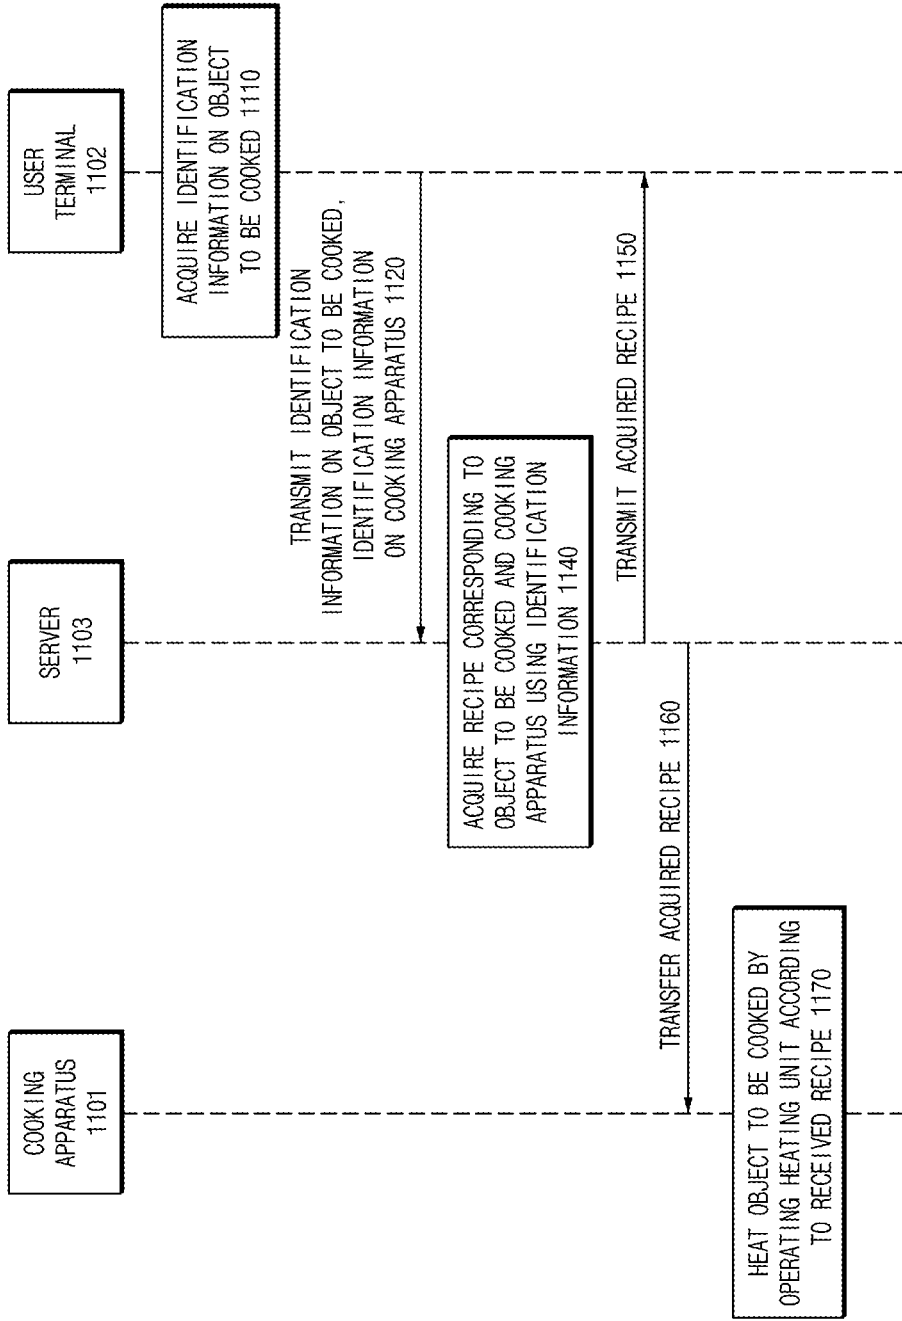 COOKING
APPARATUS
1101
SERVER
1103
USER
TERMINAL
1102
ACQUIRE IDENTIFICATION
INFORMATION ON OBJECT
TO BE COOKED 1110
TRANSMIT IDENTIFICATION
INFORMATION ON OBJECT TO BE COOKED,
IDENTIFICATION INFORMATION
ON COOKING APPARATUS 1120
ACQUIRE RECIPE CORRESPONDING TO
OBJECT TO BE COOKED AND COOKING
APPARATUS USING IDENTIFICATION
INFORMATION 1140
TRANSMIT ACQUIRED RECIPE 1150
TRANSFER ACQUIRED RECIPE 1160
HEAT OBJECT TO BE COOKED BY
OPERATING HEATING UNIT ACCORDING
TO RECEIVED RECIPE 1170